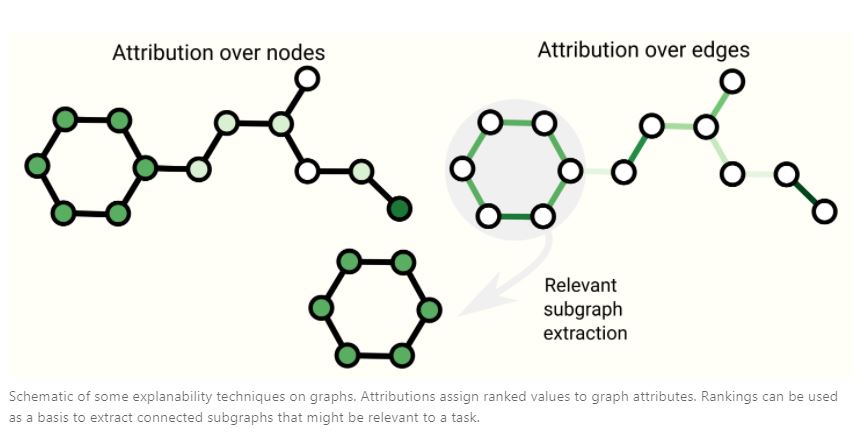 Attribution over nodes
Attribution over edges
Relevant
subgraph
extraction
Schematic of some explanability techniques on graphs. Attributions assign ranked values to graph attributes. Rankings can be used
as a basis to extract connected subgraphs that might be relevant to a task.